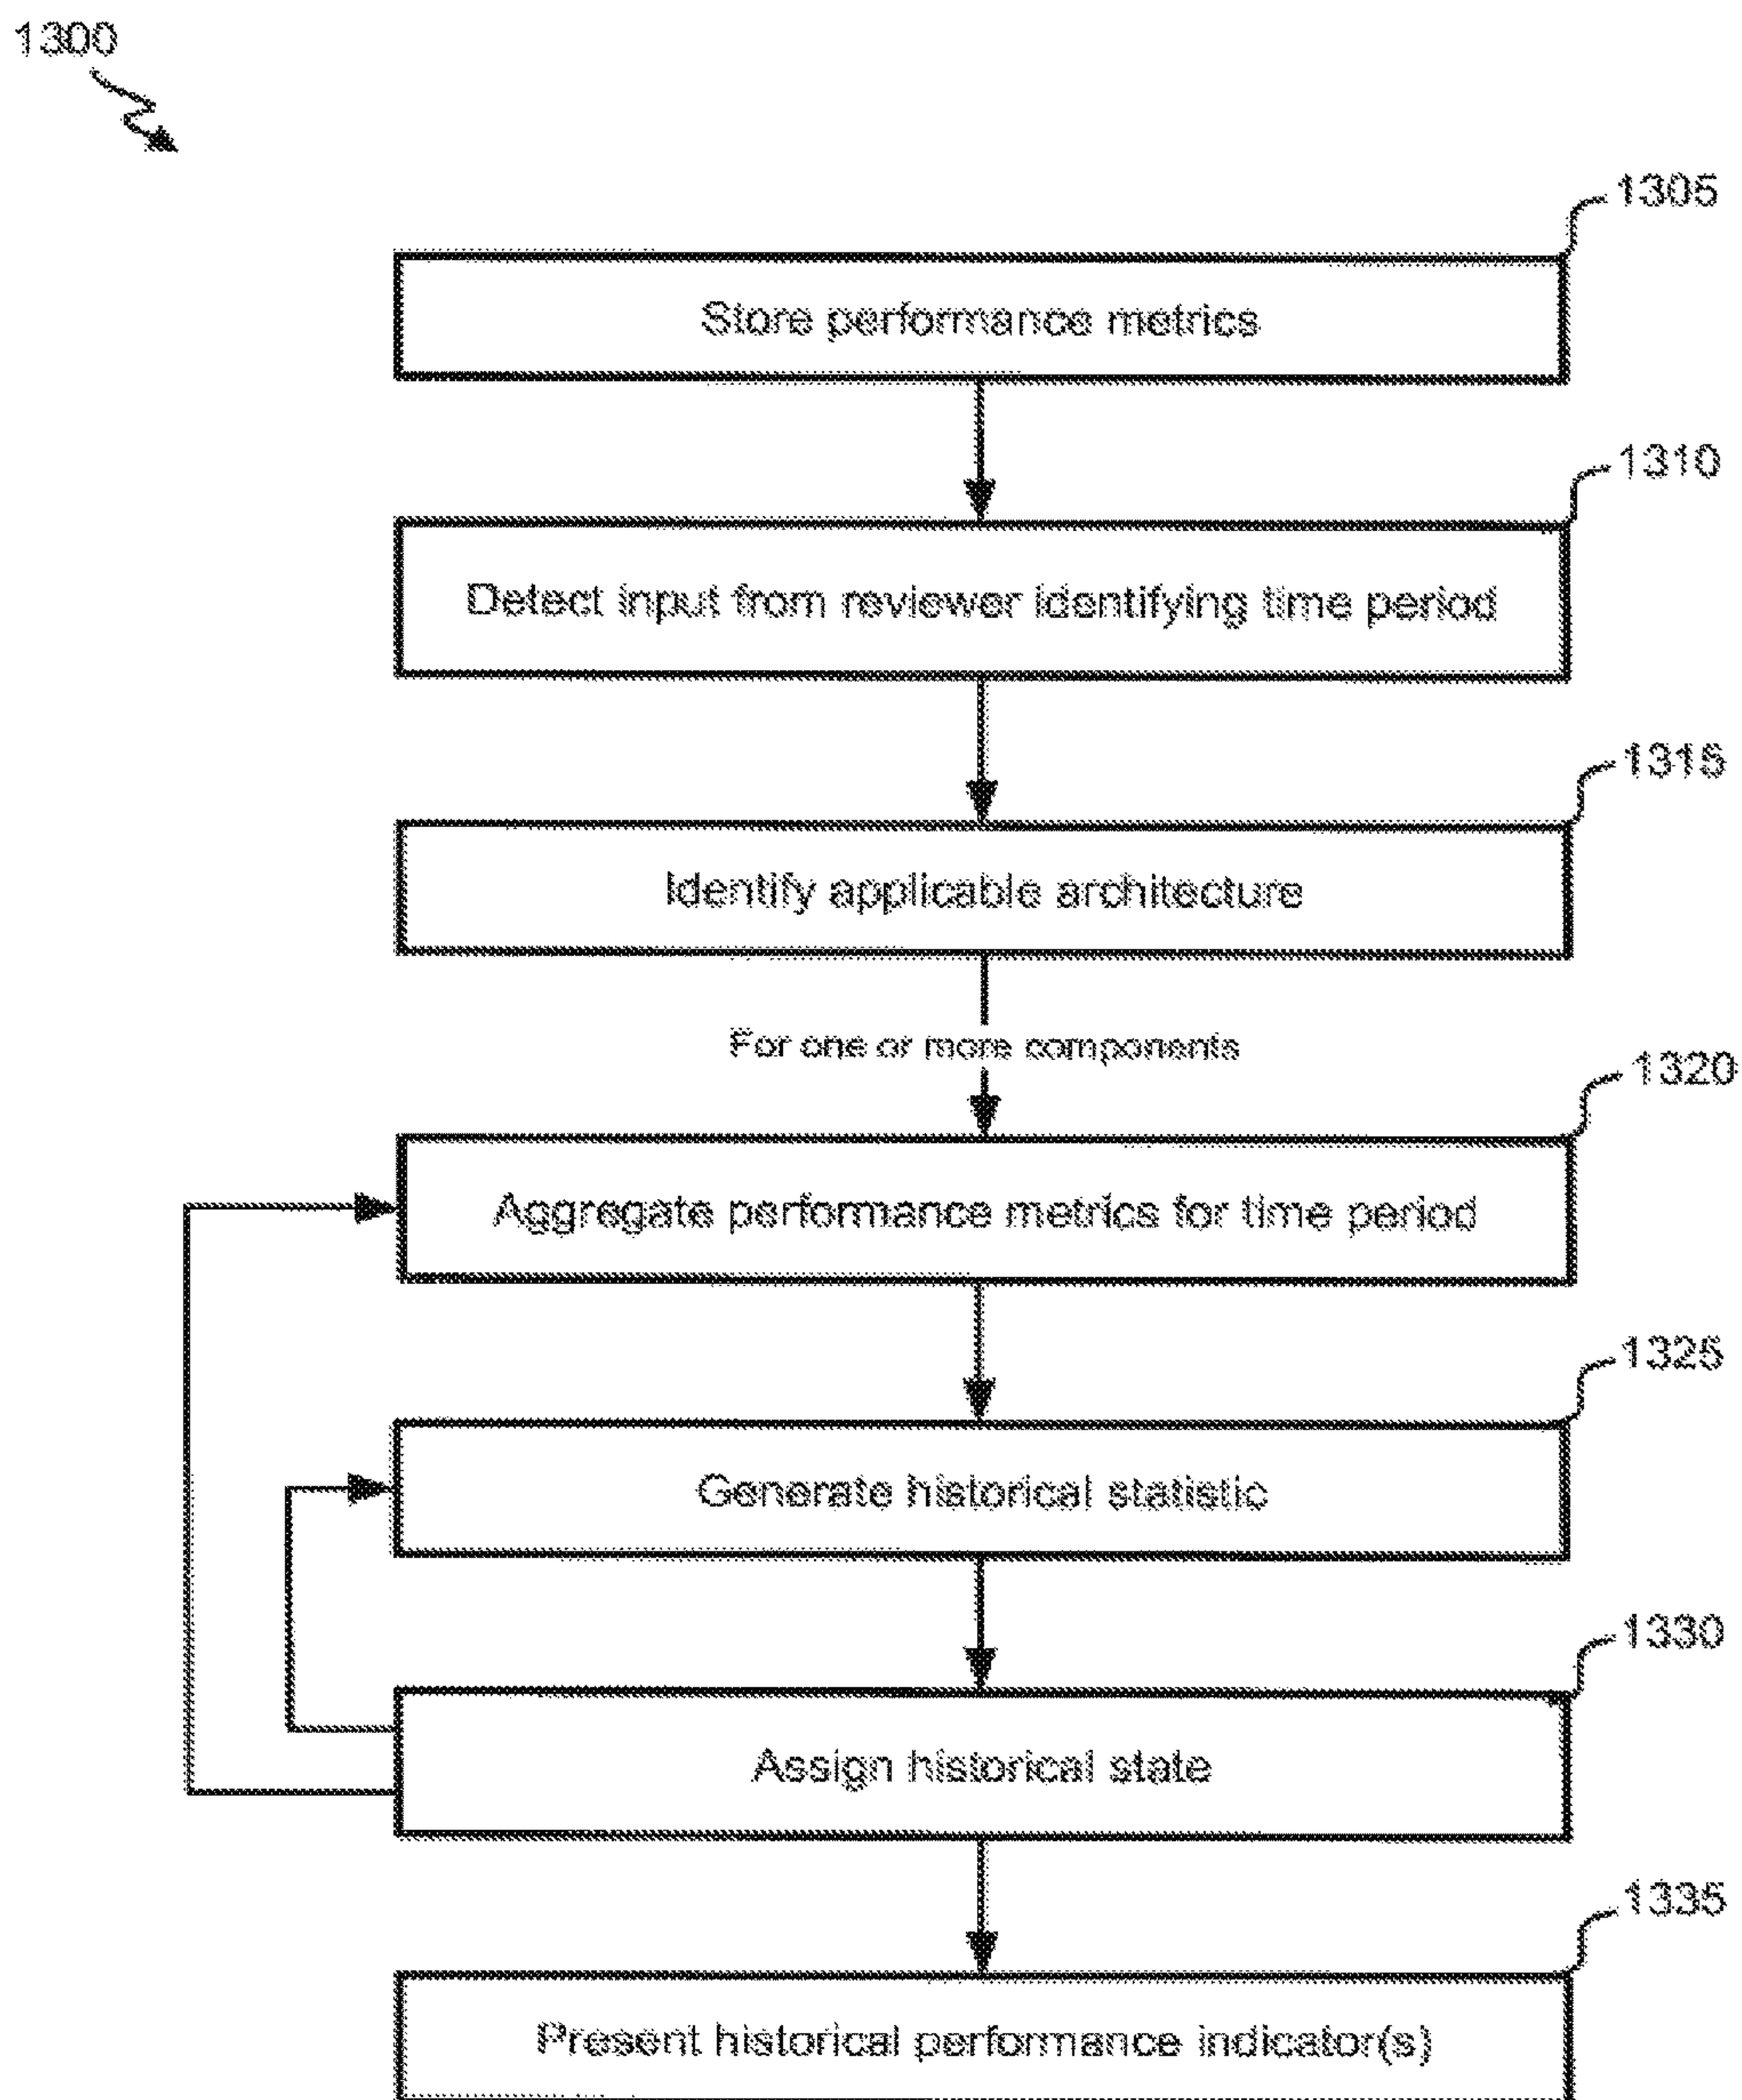 1300
1305
Store performance metrics
1310
Detect input from reviewer identifying time period
1315
Identify applicable architecture
For one or more components
1320
Aggregate performance metrics for time period
1325
Generate historical statistic
1330
Assign historical state
1335
Present historical performance indicator(s)